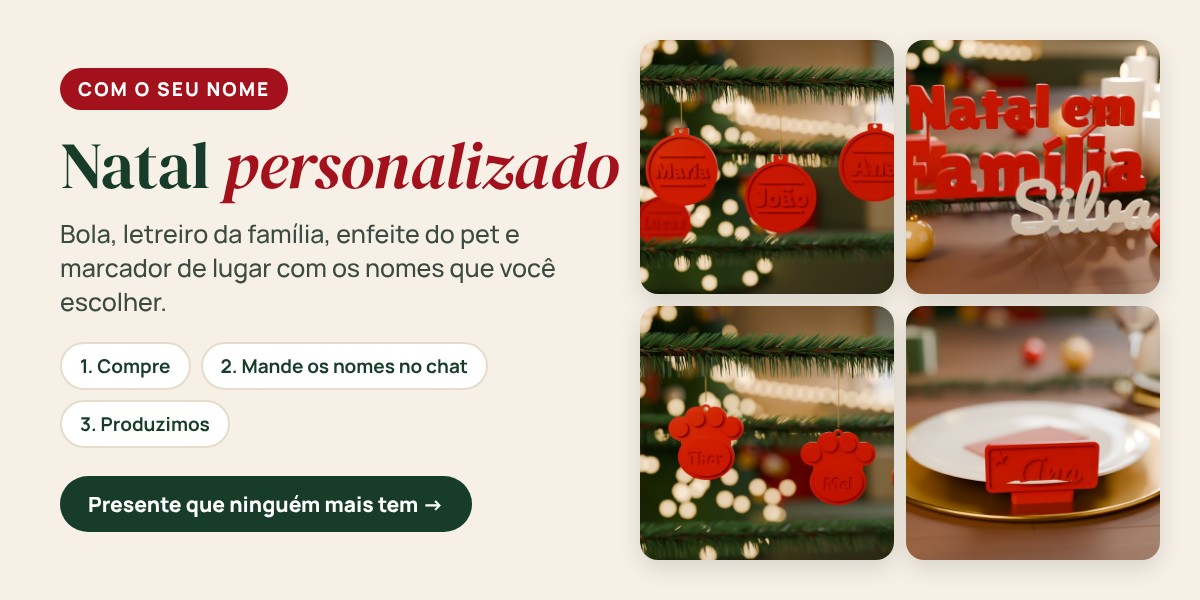 COM O SEU NOME
Natal personalizado
Bola, letreiro da família, enfeite do pet e
marcador de lugar com os nomes que você
escolher.
1. Compre
2. Mande os nomes no chat
3. Produzimos
Presente que ninguém mais tem →
Maria
João
Ana
Lucas
Natal em
Família
Silva
Thor
Mel
Ana